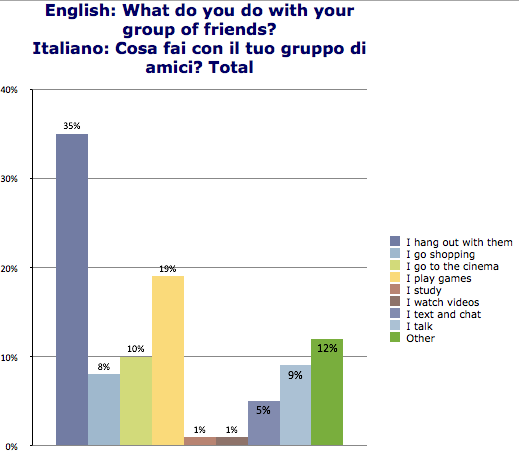 English: What do you do with your
group of friends?
Italiano: Cosa fai con il tuo gruppo di
amici? Total
40%
30%
20%
10%
0%
35%
8%
10%
19%
1%
1%
5%
9%
12%
I hang out with them
I go shopping
I go to the cinema
I play games
I study
I watch videos
I text and chat
I talk
Other